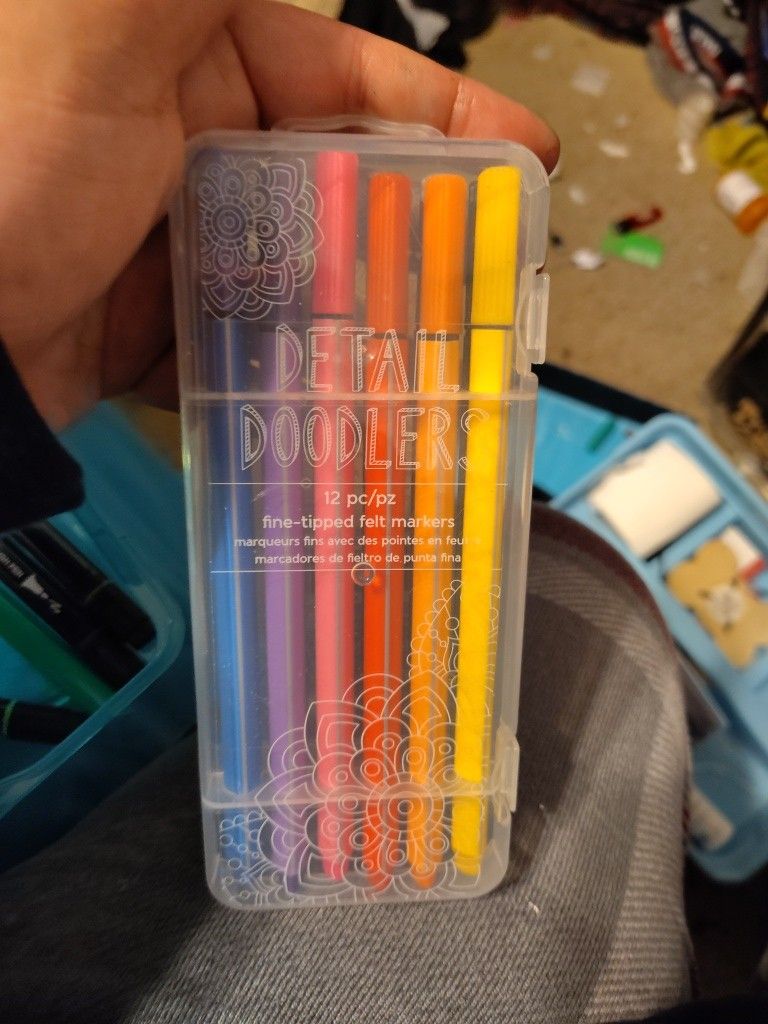 DETAIL
DOODLERS
12 pc/pz
fine-tipped felt markers
marqueurs fins avec des pointes en feutre
marcadores de fieltro de punta fina